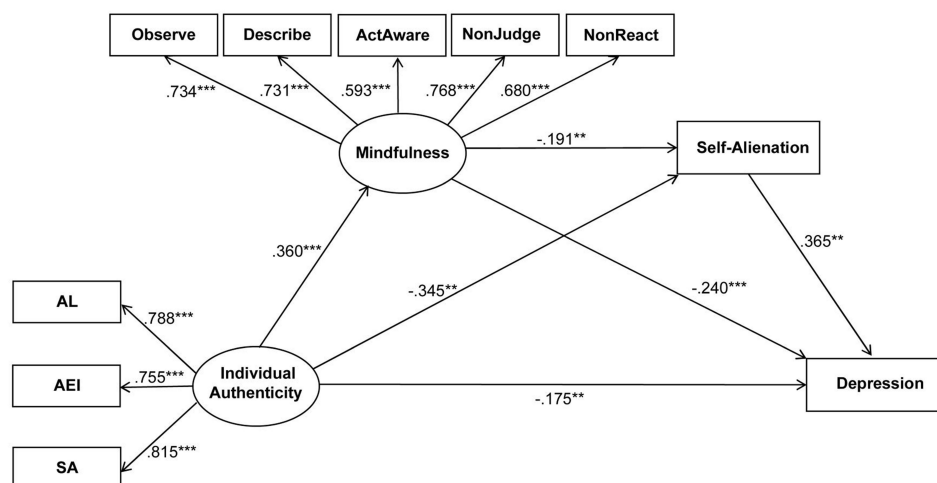 Observe
Describe
ActAware
NonJudge
NonReact
.734***
.731***
.593***
.768***
.680***
Mindfulness
-.191**
Self-Alienation
.360***
.365**
-.345**
-.240***
AL
.788***
AEI
.755***
Individual
Authenticity
-.175**
Depression
SA
.815***